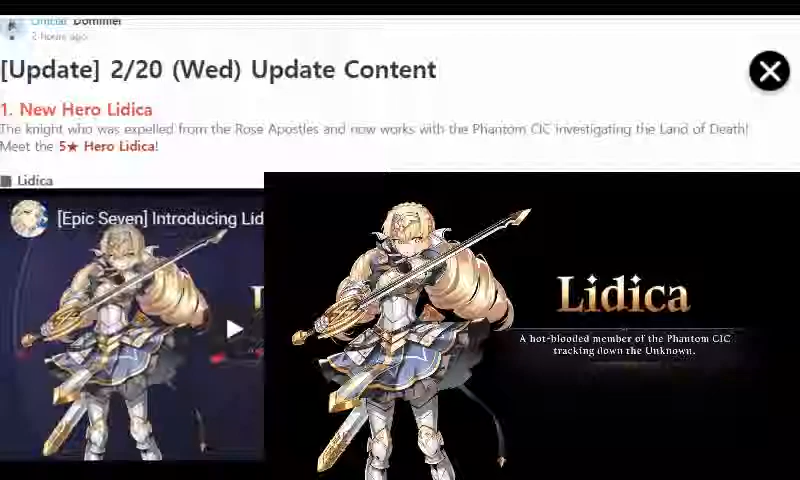 Official Dominiel
2 hours ago
[Update] 2/20 (Wed) Update Content
1. New Hero Lidica
The knight who was expelled from the Rose Apostles and now works with the Phantom CIC investigating the Land of Death!
Meet the 5★ Hero Lidica!
Lidica
[Epic Seven] Introducing Lid
Lidica
A hot-blooded member of the Phantom CIC
tracking down the Unknown.